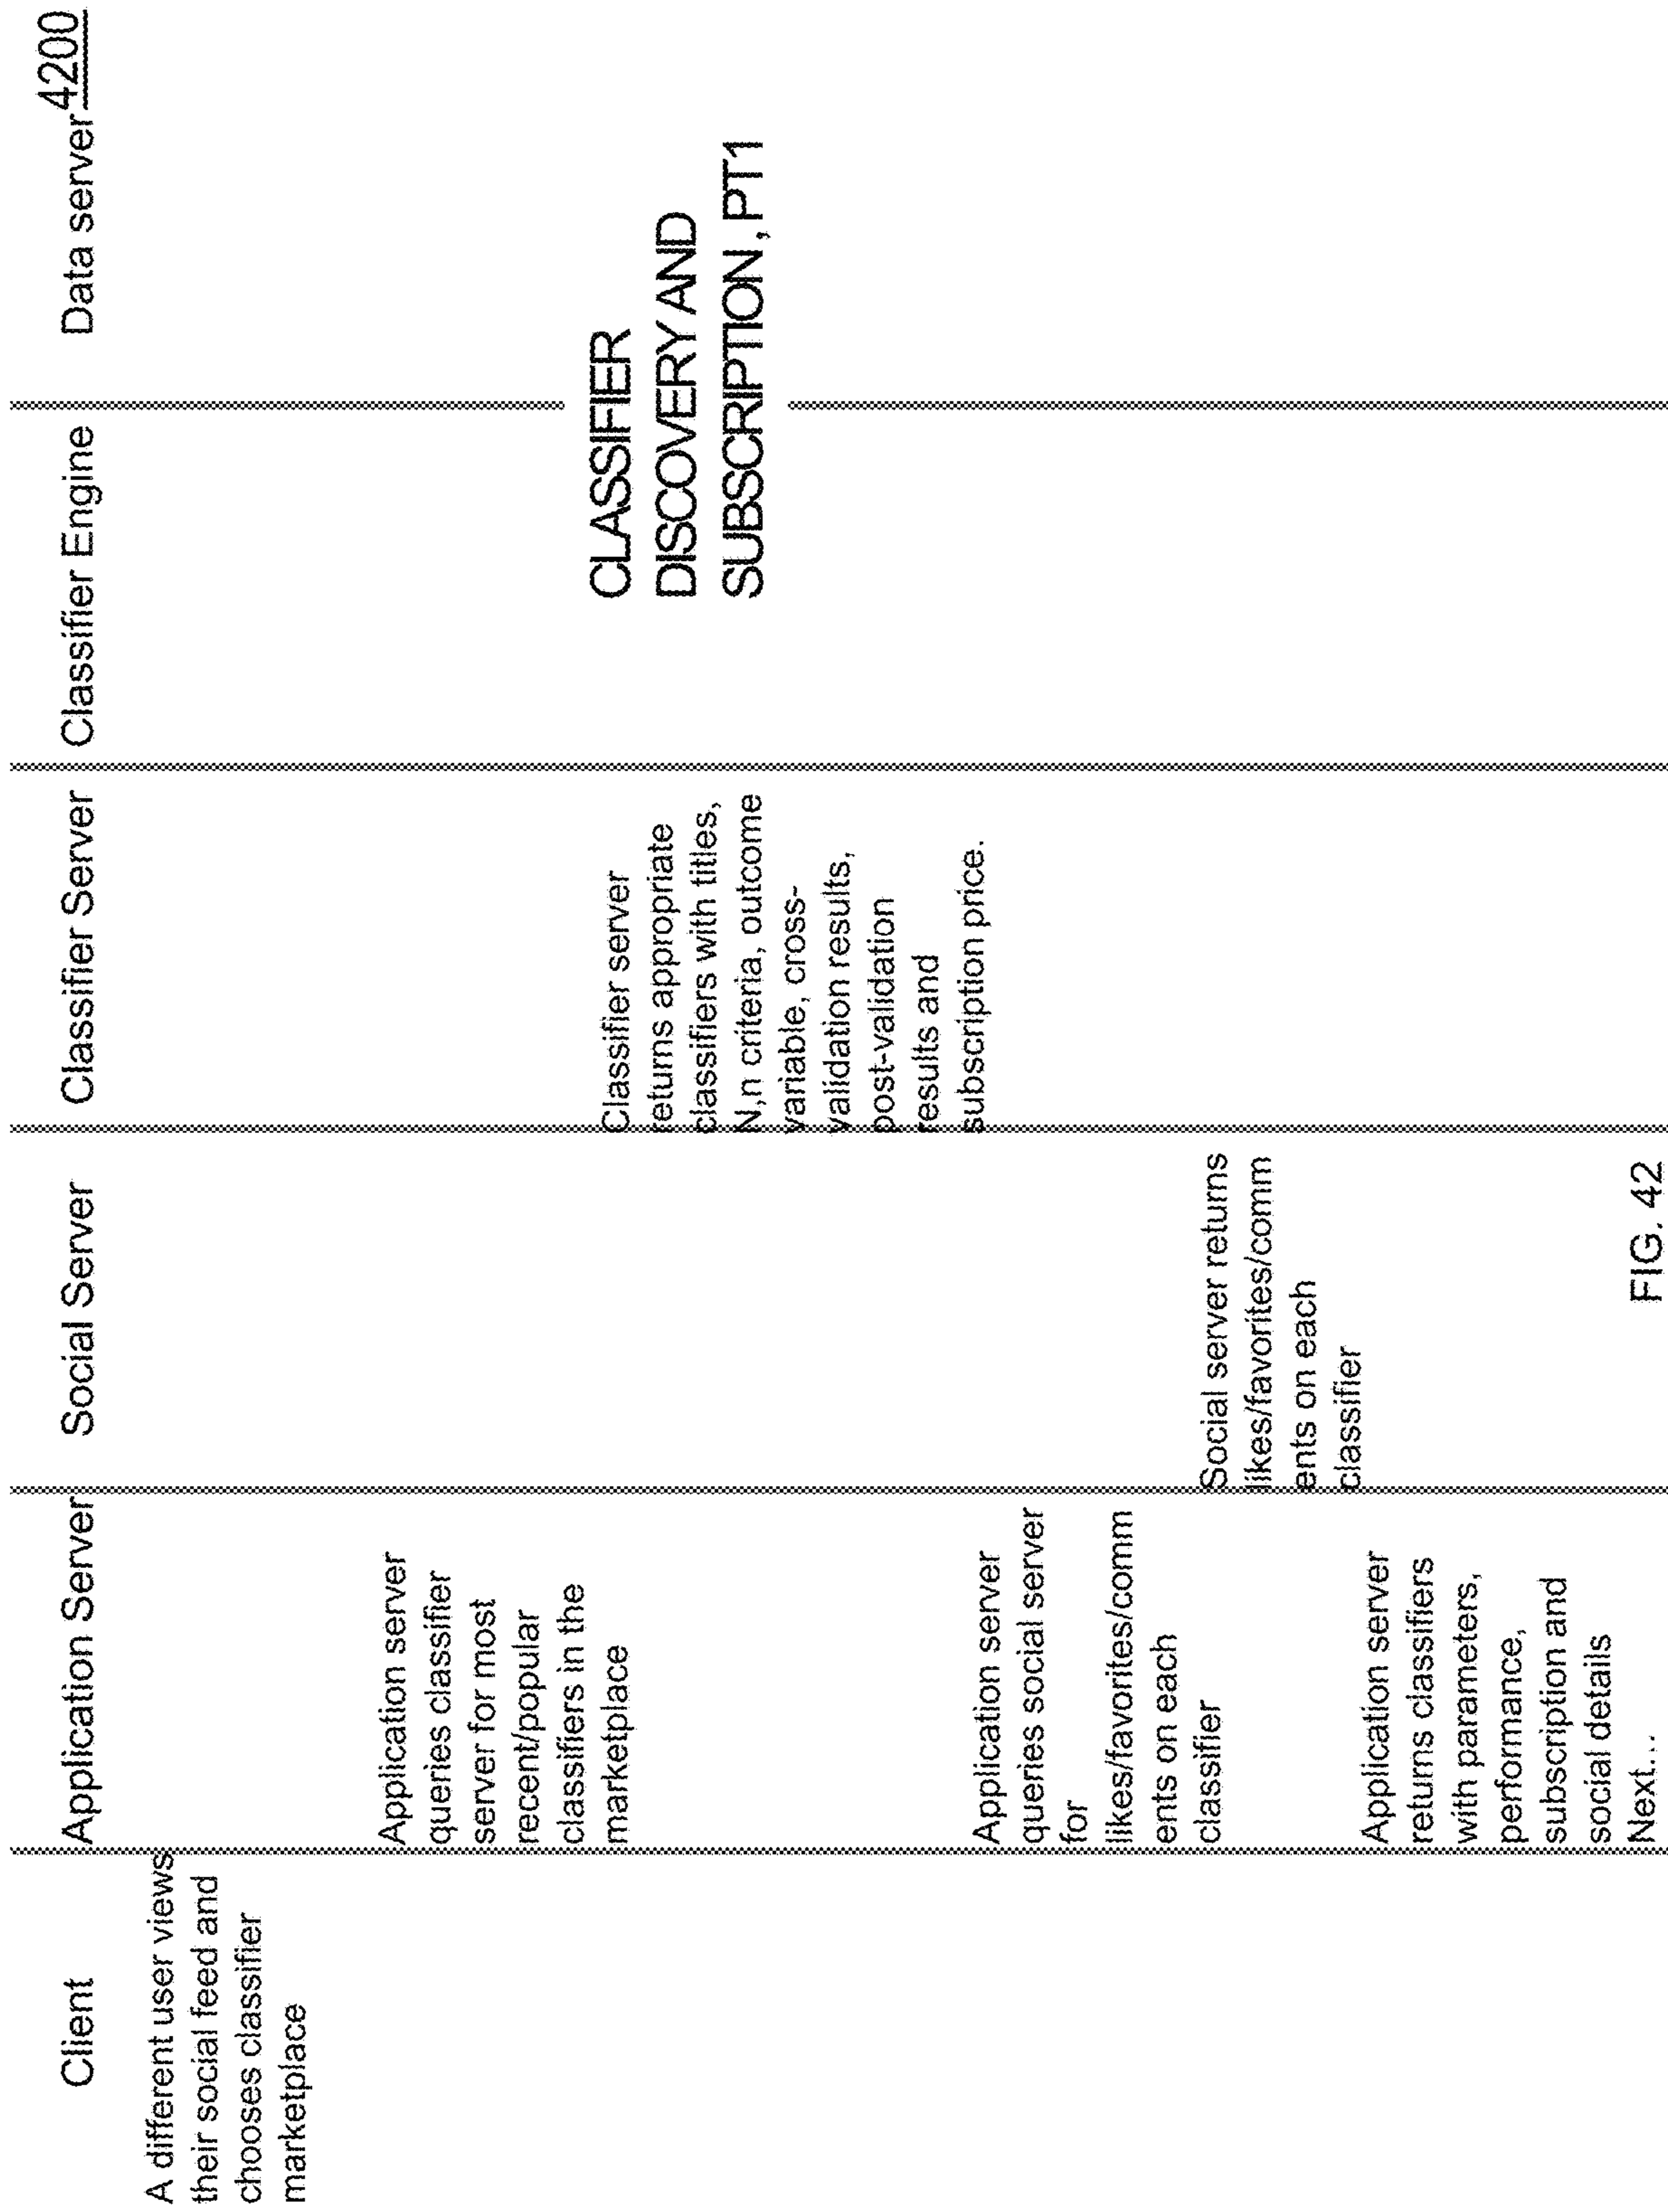 4200
Client
Application Server
Social Server
Classifier Server
Classifier Engine
Data server
A different user views
their social feed and
chooses classifier
marketplace
Application server
queries classifier
server for most
recent/popular
classifiers in the
marketplace
Classifier server
returns appropriate
classifiers with titles,
N,n criteria, outcome
variable, cross-
validation results,
post-validation
results and
subscription price.
CLASSIFIER
DISCOVERY AND
SUBSCRIPTION, PT1
Application server
queries social server
for
likes/favorites/comm
ents on each
classifier
Social server returns
likes/favorites/comm
ents on each
classifier
Application server
returns classifiers
with parameters,
performance,
subscription and
social details
Next...
FIG. 42